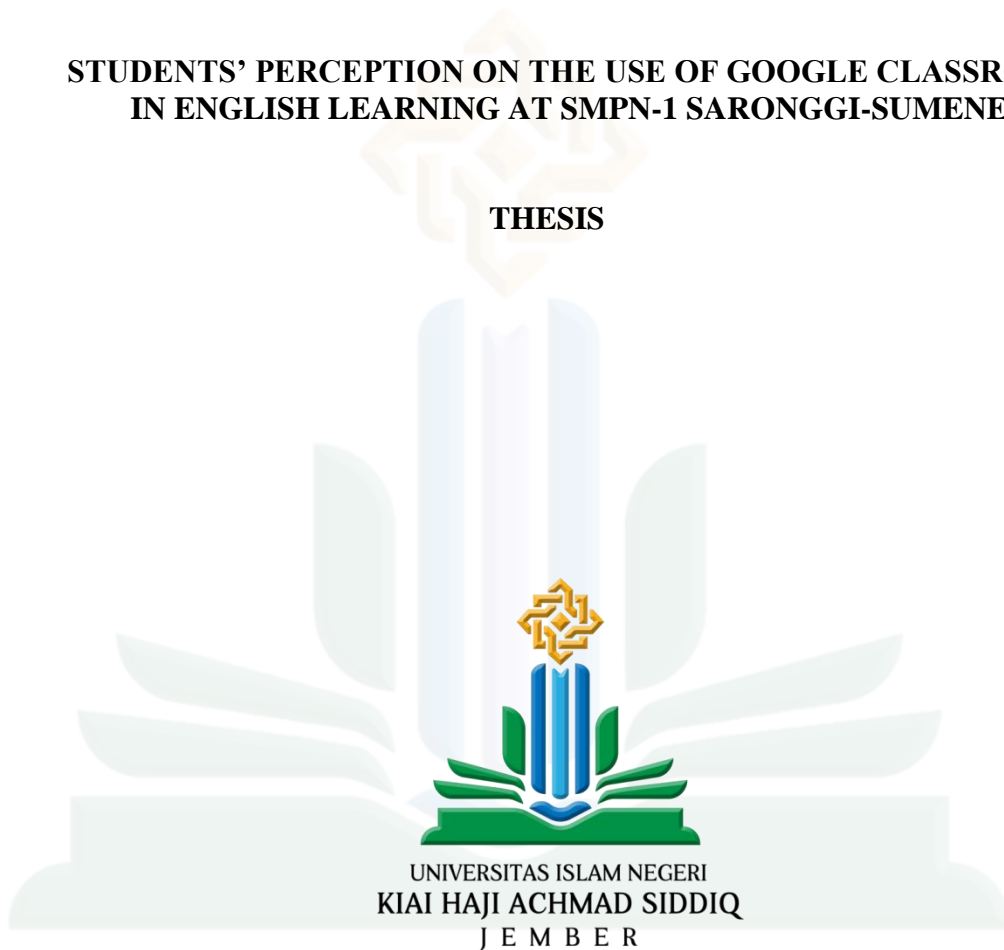 STUDENTS’ PERCEPTION ON THE USE OF GOOGLE CLASSR
IN ENGLISH LEARNING AT SMPN-1 SARONGGI-SUMENE
THESIS
UNIVERSITAS ISLAM NEGERI
KIAI HAJI ACHMAD SIDDIQ
JEMBER